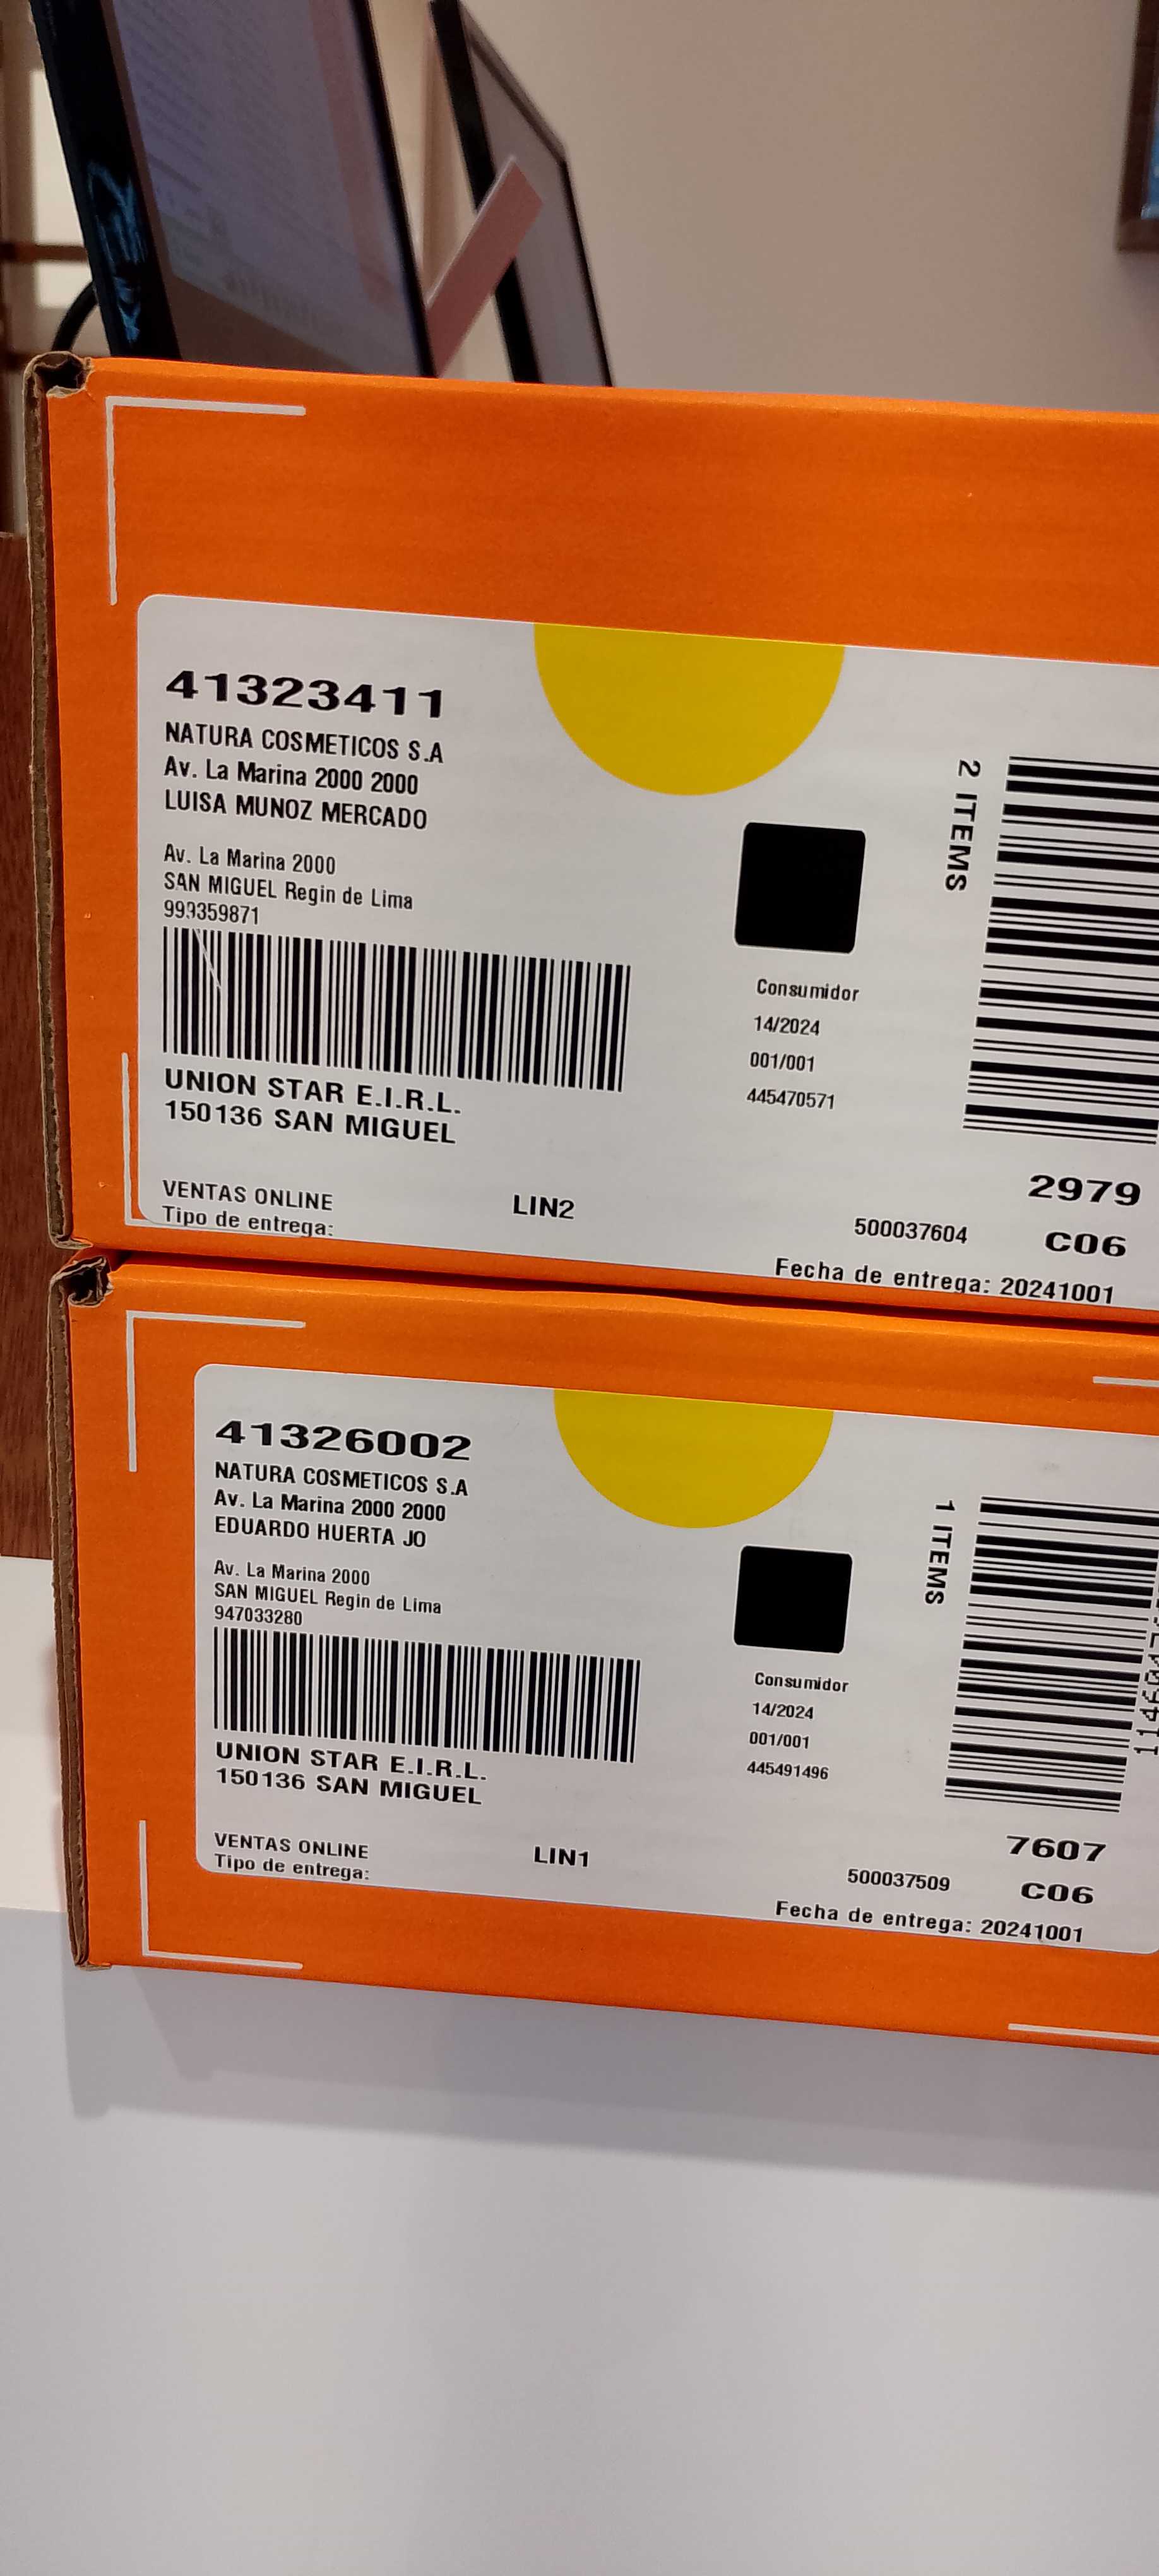 41323411
NATURA COSMETICOS S.A
Av. La Marina 2000 2000
LUISA MUNOZ MERCADO
Av. La Marina 2000
SAN MIGUEL Regin de Lima
993359871
UNION STAR E.I.R.L.
150136 SAN MIGUEL
VENTAS ONLINE
Tipo de entrega:
LIN2
2 ITEMS
Consumidor
14/2024
001/001
445470571
2979
500037604
C06
Fecha de entrega: 20241001
41326002
NATURA COSMETICOS S.A
Av. La Marina 2000 2000
EDUARDO HUERTA JO
Av. La Marina 2000
SAN MIGUEL Regin de Lima
947033280
UNION STAR E.I.R.L.
150136 SAN MIGUEL
VENTAS ONLINE
Tipo de entrega:
LIN1
1 ITEMS
Consumidor
14/2024
001/001
445491496
7607
500037509
C06
Fecha de entrega: 20241001